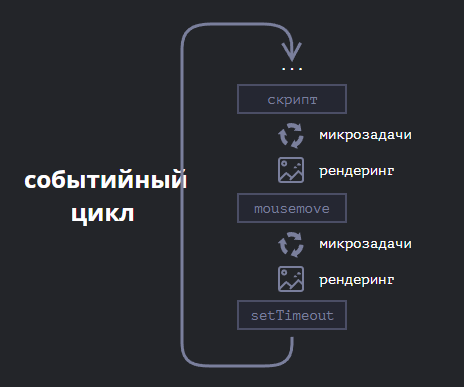 ...
скрипт
микрозадачи
рендеринг
событийный
цикл
mousemove
микрозадачи
рендеринг
setTimeout